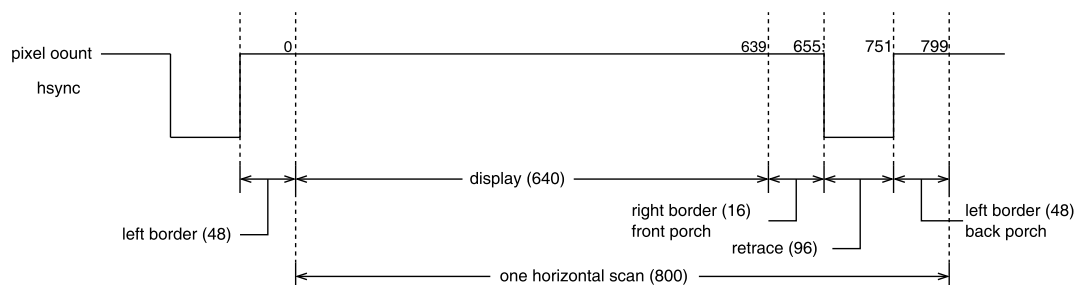 0 639 655 751 799
pixel oount
hsync
display (640)
left border (48)
right border (16)
front porch
retrace (96)
left border (48)
back porch
one horizontal scan (800)